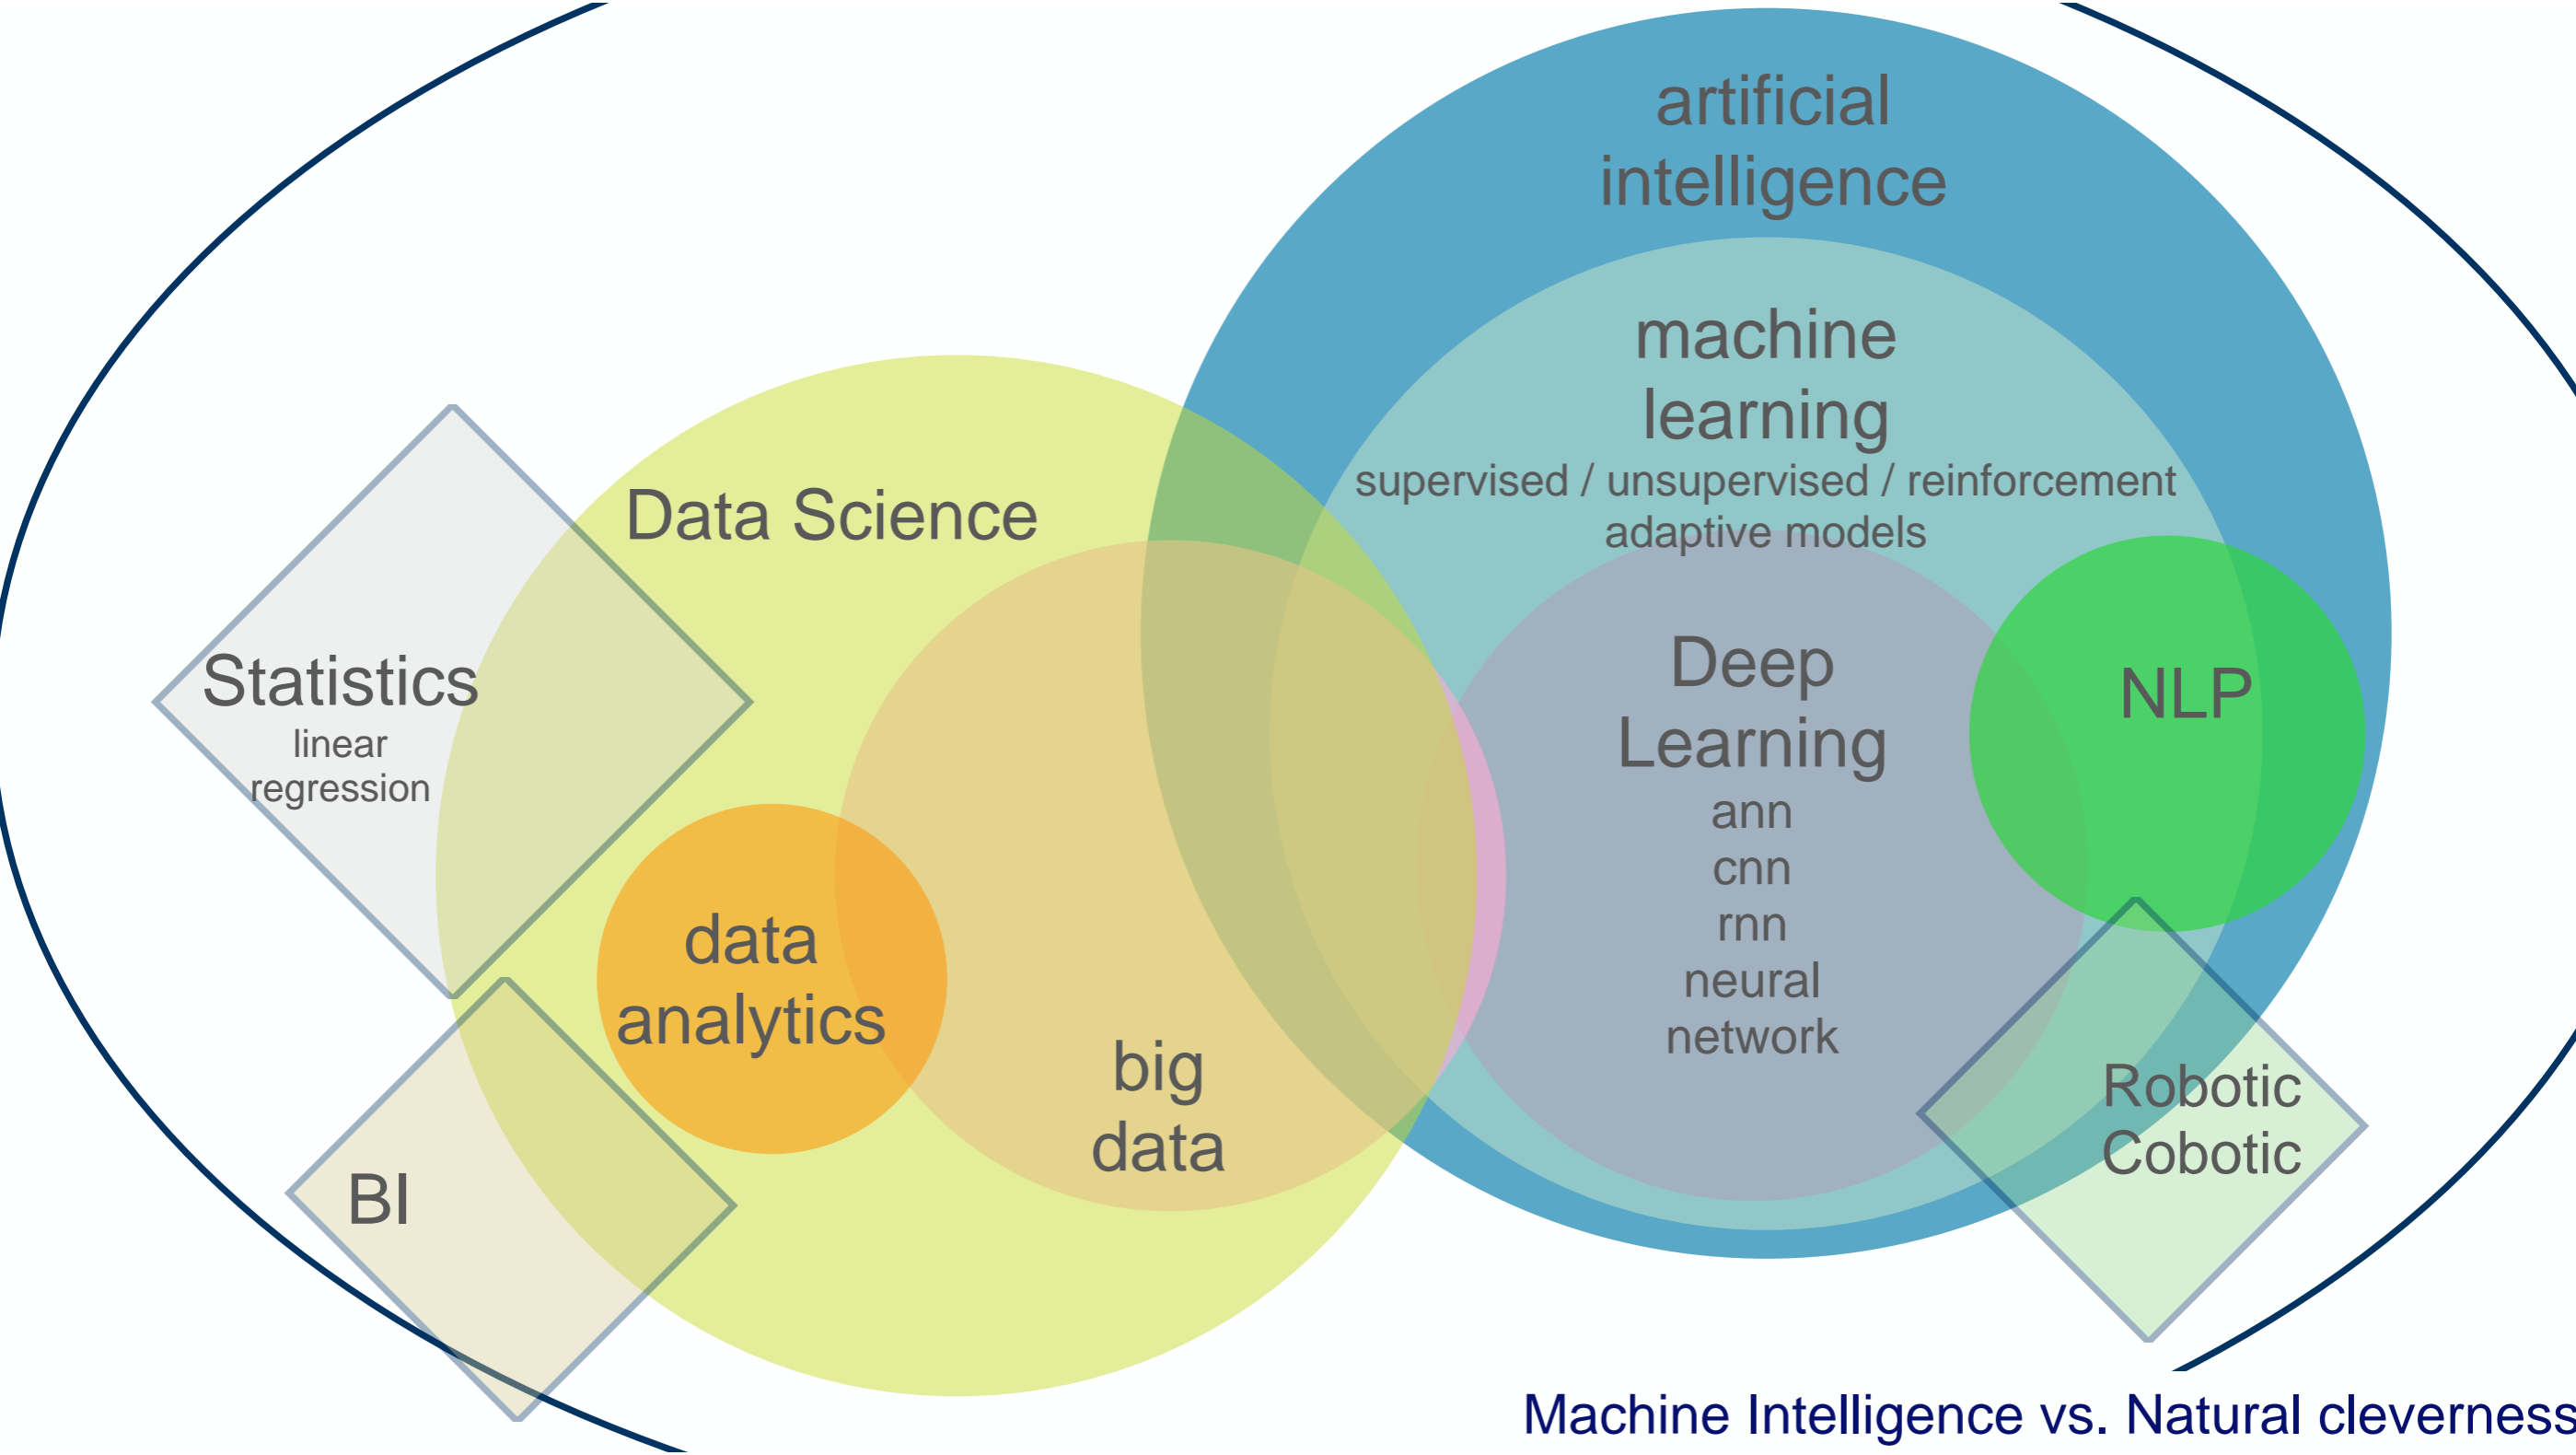 artificial
intelligence
machine
learning
supervised / unsupervised / reinforcement
adaptive models
Data Science
Statistics
linear
regression
Deep
Learning
ann
cnn
rnn
neural
network
NLP
data
analytics
big
data
BI
Robotic
Cobotic
Machine Intelligence vs. Natural cleverness